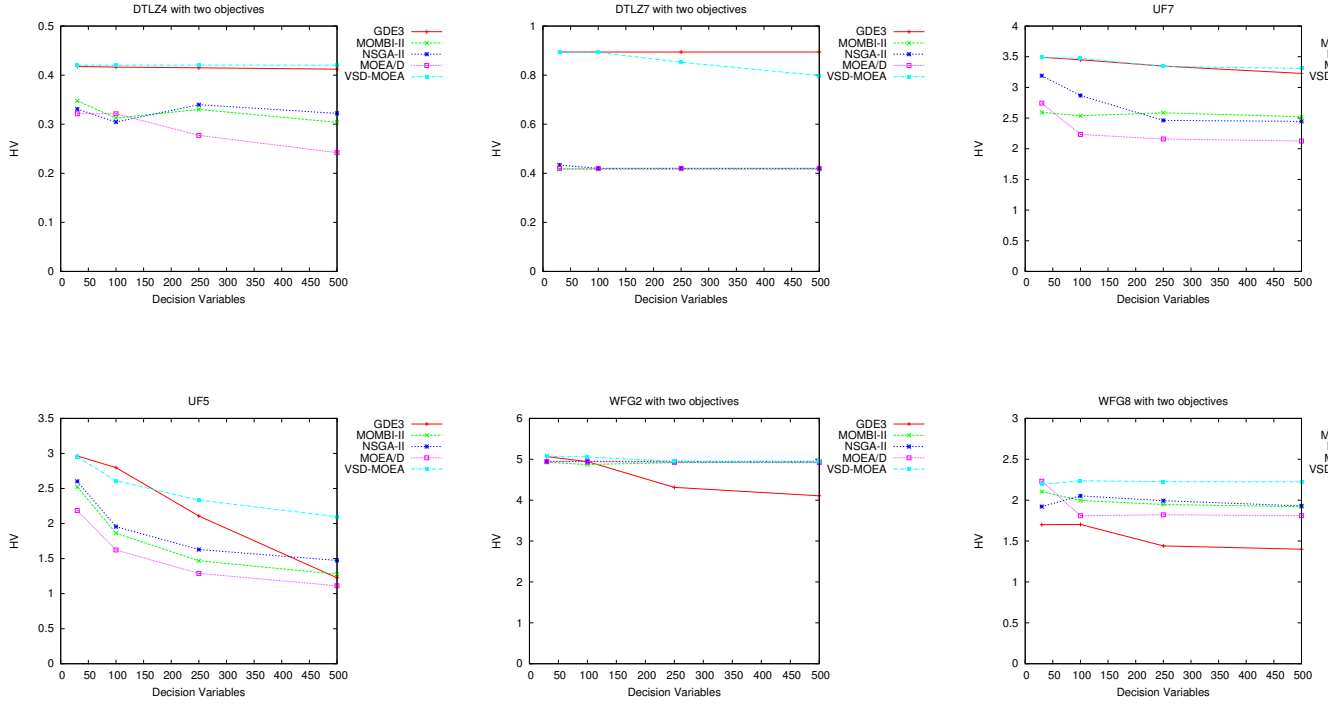 DTLZ4 with two objectives
0.5
0.4
0.3
0.2
0.1
0
HV
0 50 100 150 200 250 300 350 400 450 500
Decision Variables
GDE3
MOMBI-II
NSGA-II
MOEA/D
VSD-MOEA
DTLZ7 with two objectives
1
0.8
0.6
0.4
0.2
0
HV
0 50 100 150 200 250 300 350 400 450 500
Decision Variables
GDE3
MOMBI-II
NSGA-II
MOEA/D
VSD-MOEA
UF7
4
3.5
3
2.5
2
1.5
1
0.5
0
HV
0 50 100 150 200 250 300 350 400 450 500
Decision Variables
M
M
VSD
UF5
3.5
3
2.5
2
1.5
1
0.5
0
HV
0 50 100 150 200 250 300 350 400 450 500
Decision Variables
GDE3
MOMBI-II
NSGA-II
MOEA/D
VSD-MOEA
WFG2 with two objectives
6
5
4
3
2
1
0
HV
0 50 100 150 200 250 300 350 400 450 500
Decision Variables
GDE3
MOMBI-II
NSGA-II
MOEA/D
VSD-MOEA
WFG8 with two objectives
3
2.5
2
1.5
1
0.5
0
HV
0 50 100 150 200 250 300 350 400 450 500
Decision Variables
M
M
VSD